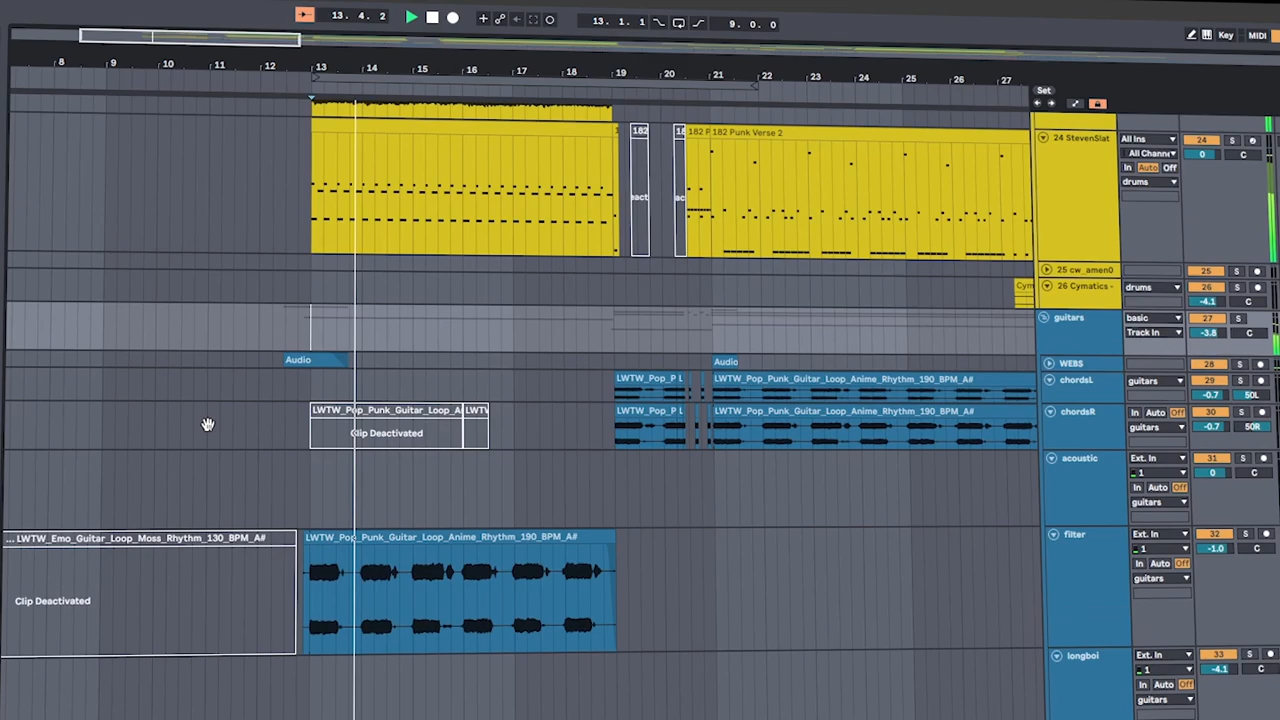 13. 4. 2
13. 1. 1
9. 0. 0
Key
MIDI
8 9 10 11 12 13 14 15 16 17 18 19 20 21 22 23 24 25 26 27
Set
182
182 P
182 Punk Verse 2
24 StevenSlat
All Ins
24
S
All Channe
0
C
In Auto Off
drums
25 cw_amen0
25
S
26 Cymatics -
drums
26
S
Cym
-4.1
C
guitars
basic
27
S
Track In
-3.8
C
Audio
Audio
WEBS
28
S
LWTW_Pop_P L
LWTW_Pop_Punk_Guitar_Loop_Anime_Rhythm_190_BPM_A#
chordsL
guitars
29
S
-0.7
50L
LWTW_Pop_Punk_Guitar_Loop_A
LWTV
LWTW_Pop_P L
LWTW_Pop_Punk_Guitar_Loop_Anime_Rhythm_190_BPM_A#
chordsR
In Auto Off
30
S
guitars
-0.7
50R
Clip Deactivated
acoustic
Ext. In
31
S
1
0
C
In Auto Off
guitars
... LWTW_Emo_Guitar_Loop_Moss_Rhythm_130_BPM_A#
LWTW_Pop_Punk_Guitar_Loop_Anime_Rhythm_190_BPM_A#
filter
Ext. In
32
S
1
-1.0
C
In Auto Off
guitars
Clip Deactivated
longboi
Ext. In
33
S
1
-4.1
C
In Auto Off
guitars